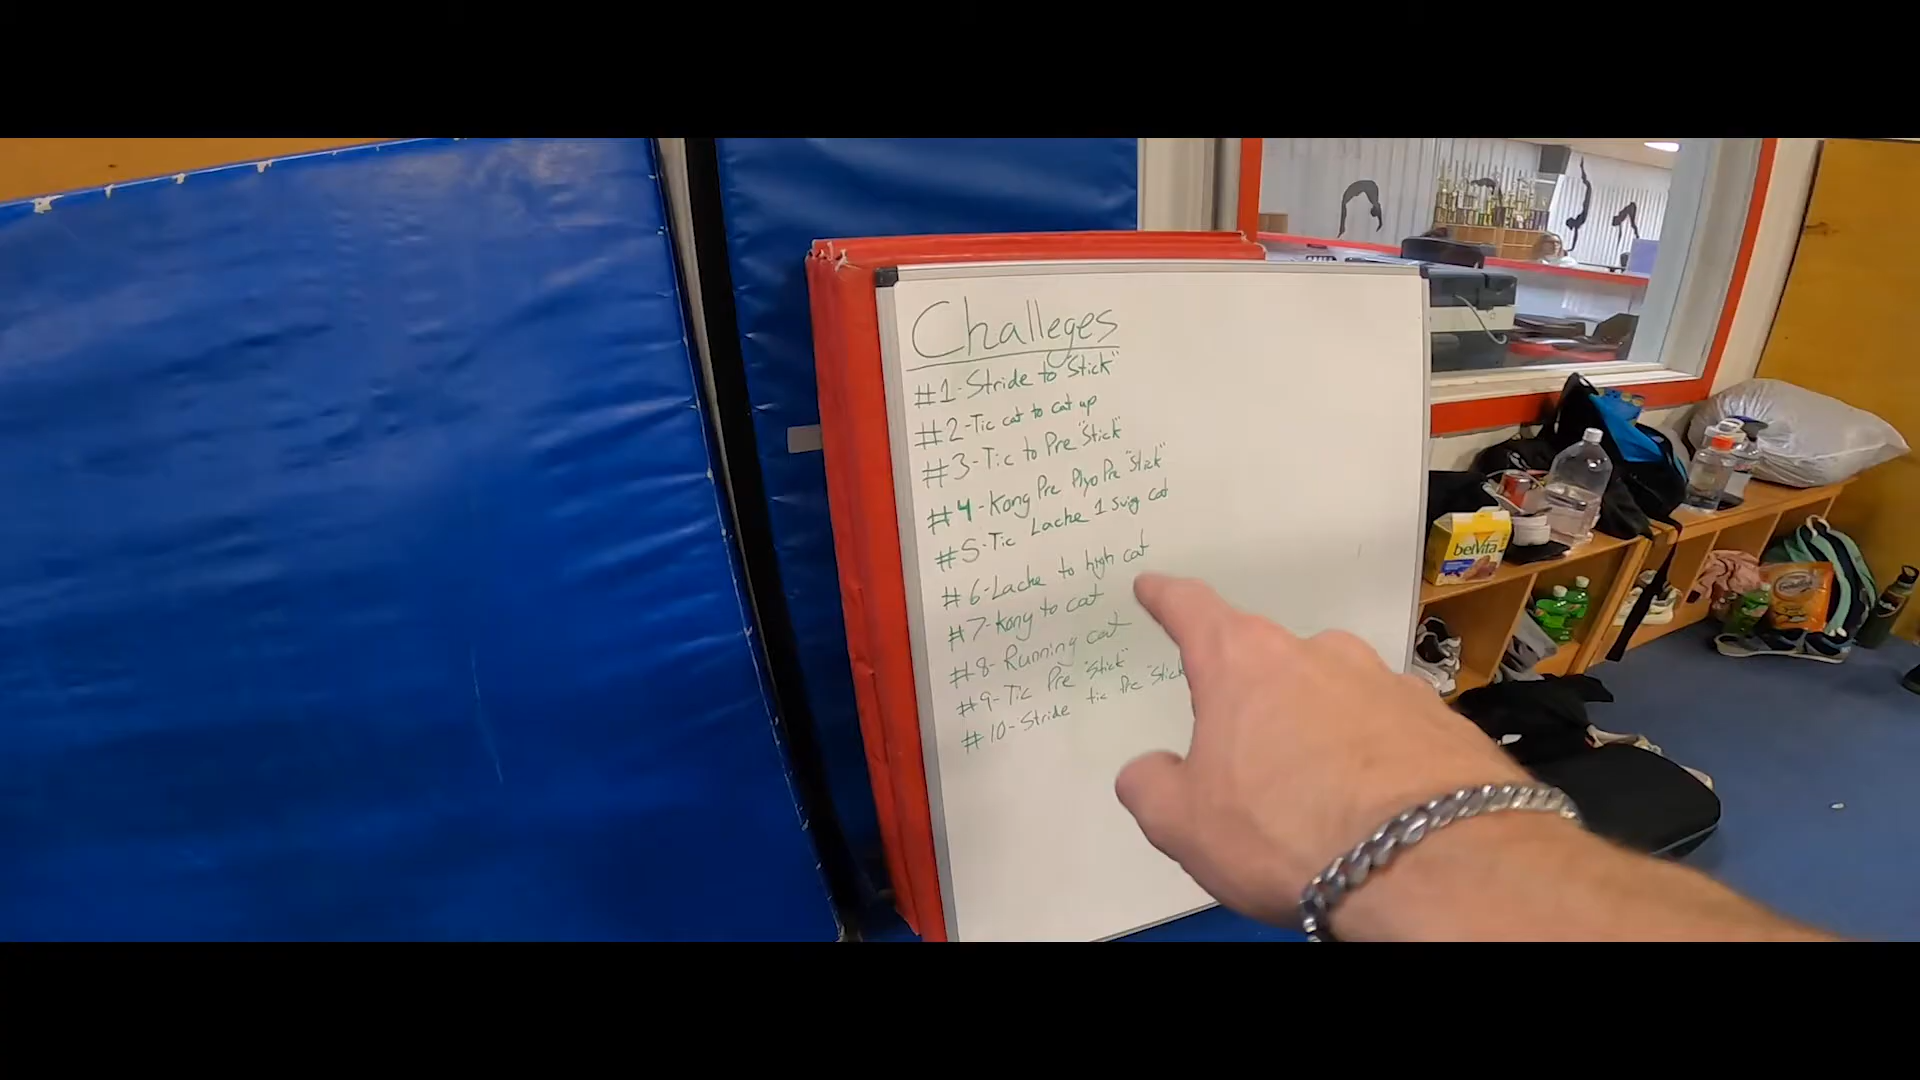 Challeges
#1-Stride to "Stick"
#2-Tic cat to cat up
#3-Tic to Pre "Stick"
#4-Kong Pre Plyo Pre "Stick"
#5-Tic Lache 1 swig cat
#6-Lache to high cat
#7-Kong to cat
#8-Running cat
#9-Tic Pre "Stick"
#10-Stride tic Pre "Stick
belVita